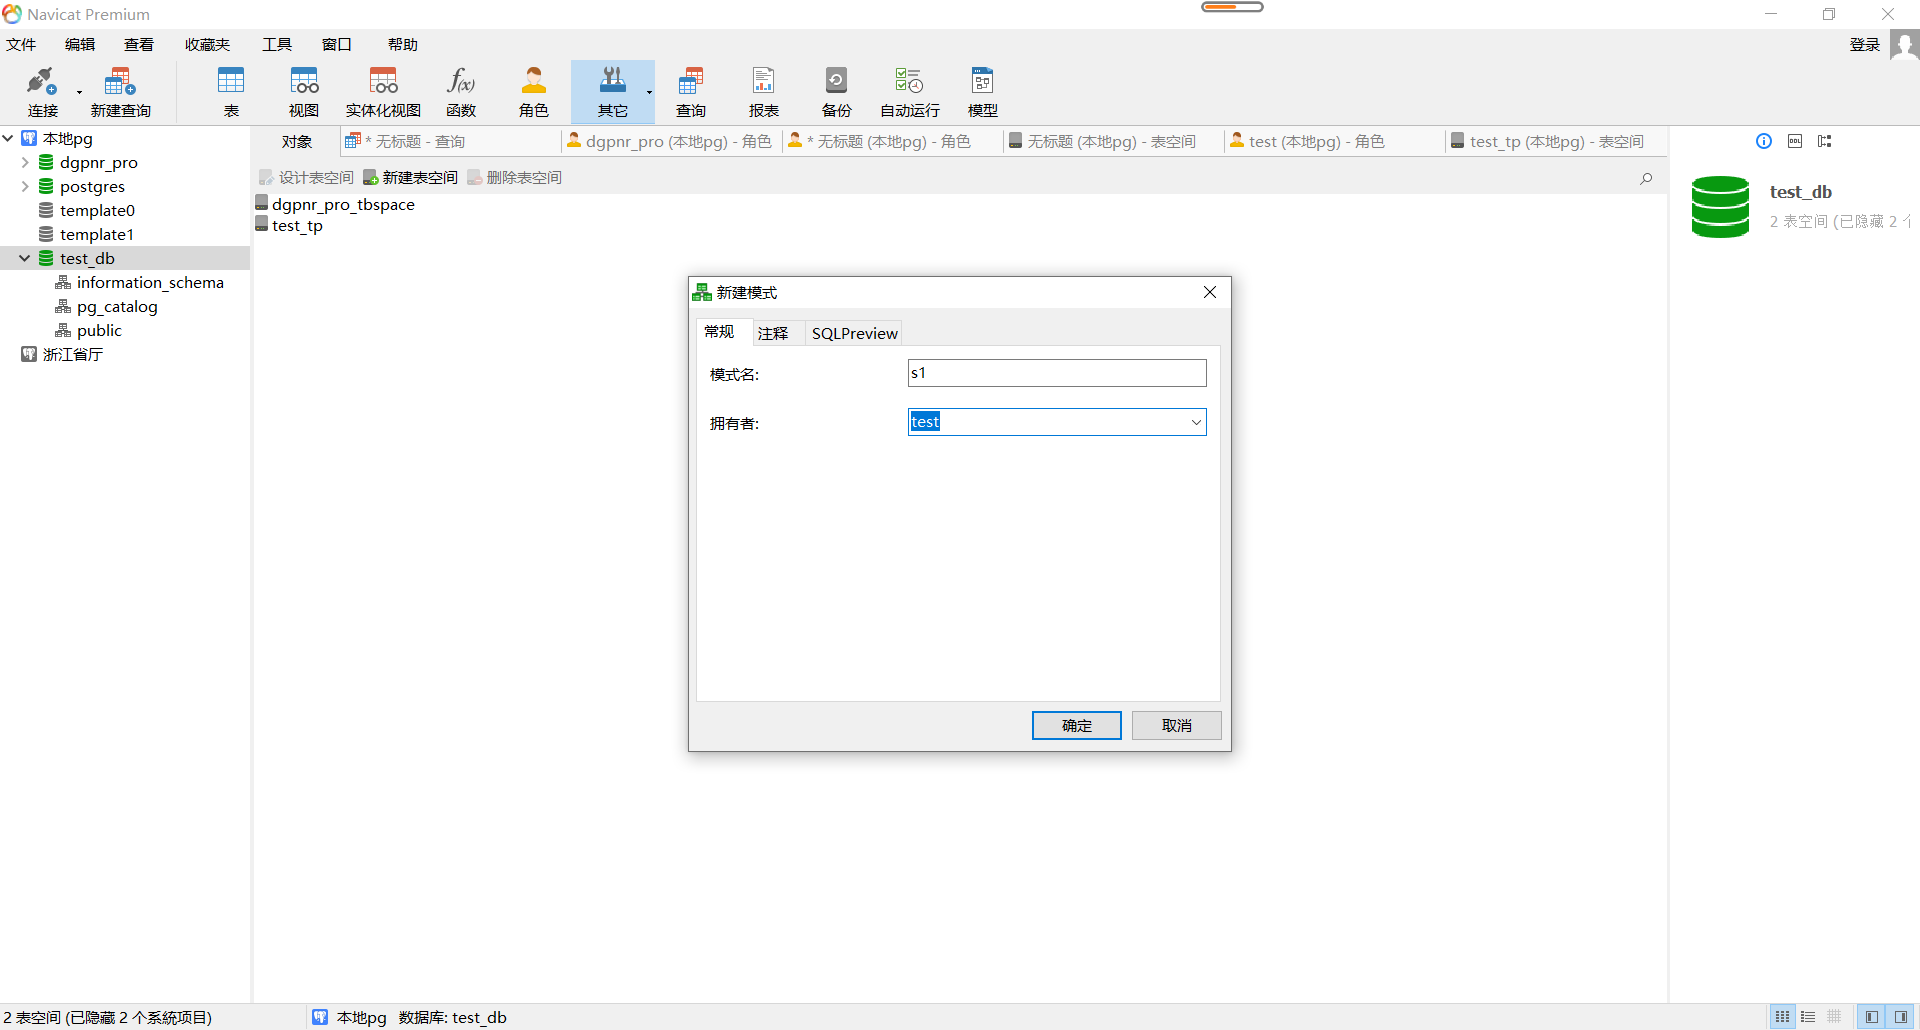 Navicat Premium
文件 编辑 查看 收藏夹 工具 窗口 帮助 登录
连接 新建查询 表 视图 实体化视图 f(x) 函数 角色 其它 查询 报表 备份 自动运行 模型
本地pg
dgpnr_pro
postgres
template0
template1
test_db
information_schema
pg_catalog
public
浙江省厅
对象 * 无标题 - 查询 dgpnr_pro (本地pg) - 角色 * 无标题 (本地pg) - 角色 无标题 (本地pg) - 表空间 test (本地pg) - 角色 test_tp (本地pg) - 表空间
设计表空间 新建表空间 删除表空间
dgpnr_pro_tbspace
test_tp
新建模式
常规 注释 SQLPreview
模式名: s1
拥有者: test
确定 取消
DDL
test_db
2 表空间 (已隐藏 2 个
2 表空间 (已隐藏 2 个系统项目) 本地pg 数据库: test_db